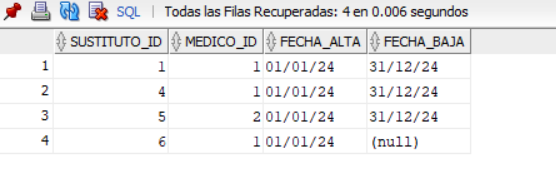 SQL | Todas las Filas Recuperadas: 4 en 0.006 segundos
SUSTITUTO_ID MEDICO_ID FECHA_ALTA FECHA_BAJA
1 1 1 01/01/24 31/12/24
2 4 1 01/01/24 31/12/24
3 5 2 01/01/24 31/12/24
4 6 1 01/01/24 (null)